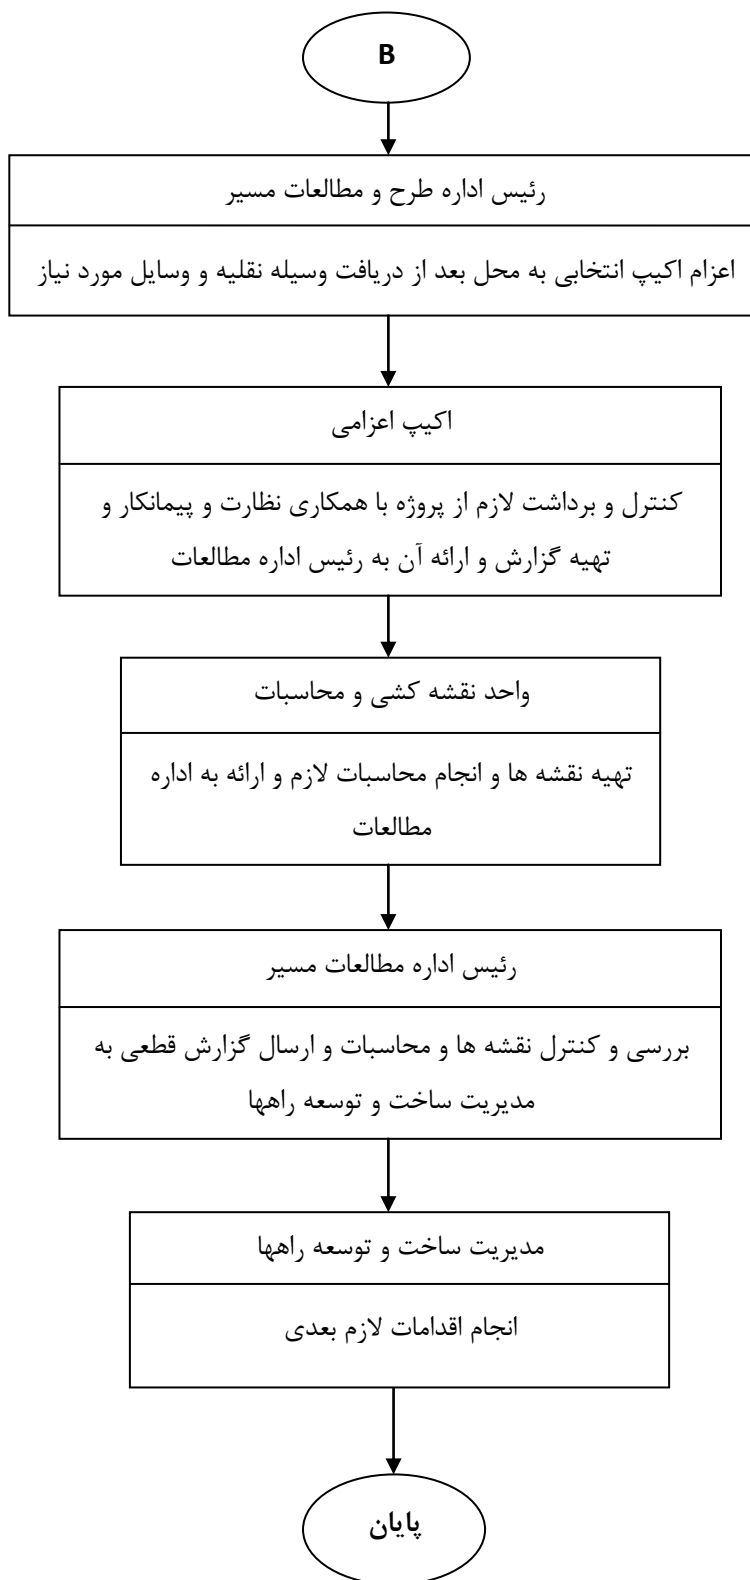 B
رئیس اداره طرح و مطالعات مسیر
اعزام اکیپ انتخابی به محل بعد از دریافت وسیله نقلیه و وسایل مورد نیاز
اکیپ اعزامی
کنترل و برداشت لازم از پروژه با همکاری نظارت و پیمانکار و
تهیه گزارش و ارائه آن به رئیس اداره مطالعات
واحد نقشه کشی و محاسبات
تهیه نقشه ها و انجام محاسبات لازم و ارائه به اداره
مطالعات
رئیس اداره مطالعات مسیر
بررسی و کنترل نقشه ها و محاسبات و ارسال گزارش قطعی به
مدیریت ساخت و توسعه راهها
مدیریت ساخت و توسعه راهها
انجام اقدامات لازم بعدی
پایان